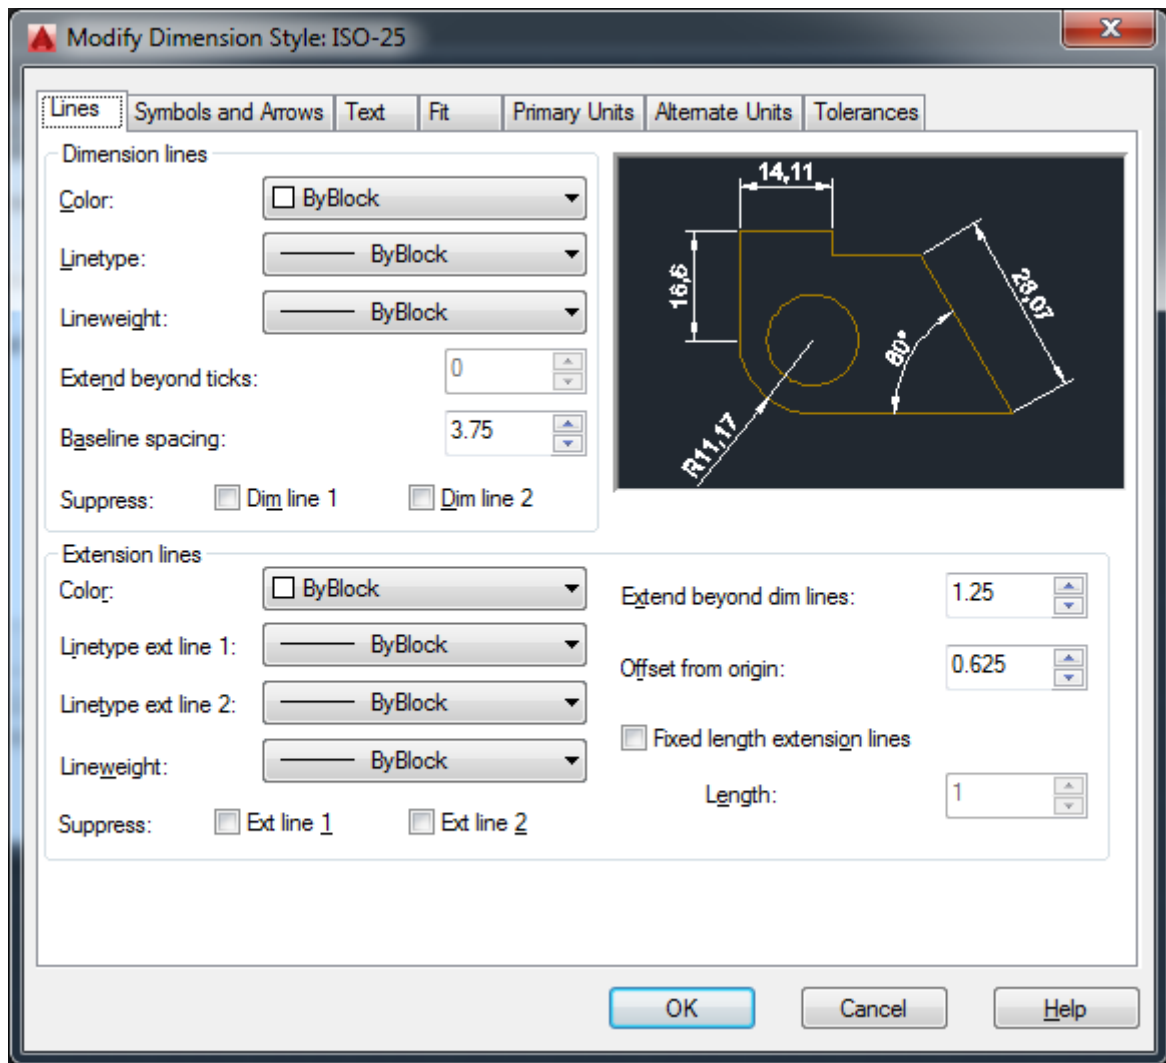 Modify Dimension Style: ISO-25
Lines
Symbols and Arrows
Text
Fit
Primary Units
Alternate Units
Tolerances
Dimension lines
Color:
ByBlock
Linetype:
ByBlock
Lineweight:
ByBlock
Extend beyond ticks:
0
Baseline spacing:
3.75
Suppress:
Dim line 1
Dim line 2
14,11
16,6
28,07
80°
R11,17
Extension lines
Color:
ByBlock
Linetype ext line 1:
ByBlock
Linetype ext line 2:
ByBlock
Lineweight:
ByBlock
Suppress:
Ext line 1
Ext line 2
Extend beyond dim lines:
1.25
Offset from origin:
0.625
Fixed length extension lines
Length:
1
OK
Cancel
Help